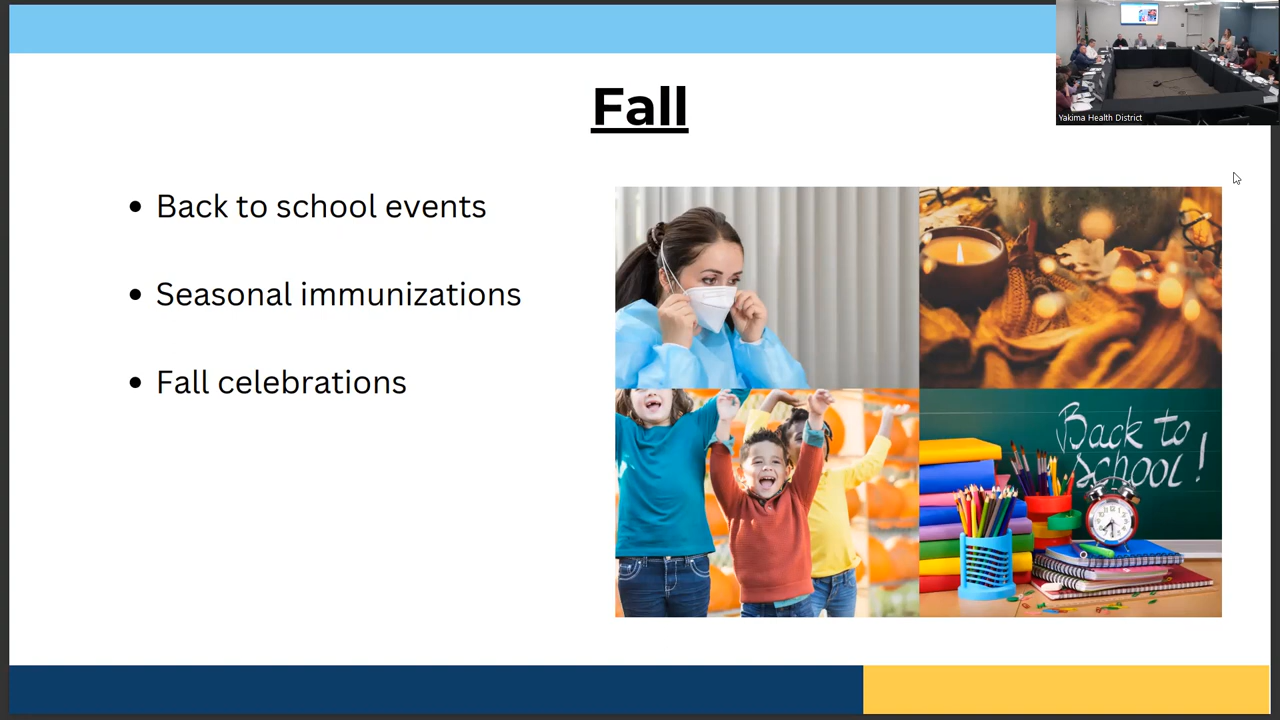 Yakima Health District
Fall
• Back to school events
• Seasonal immunizations
• Fall celebrations
Back to
school!